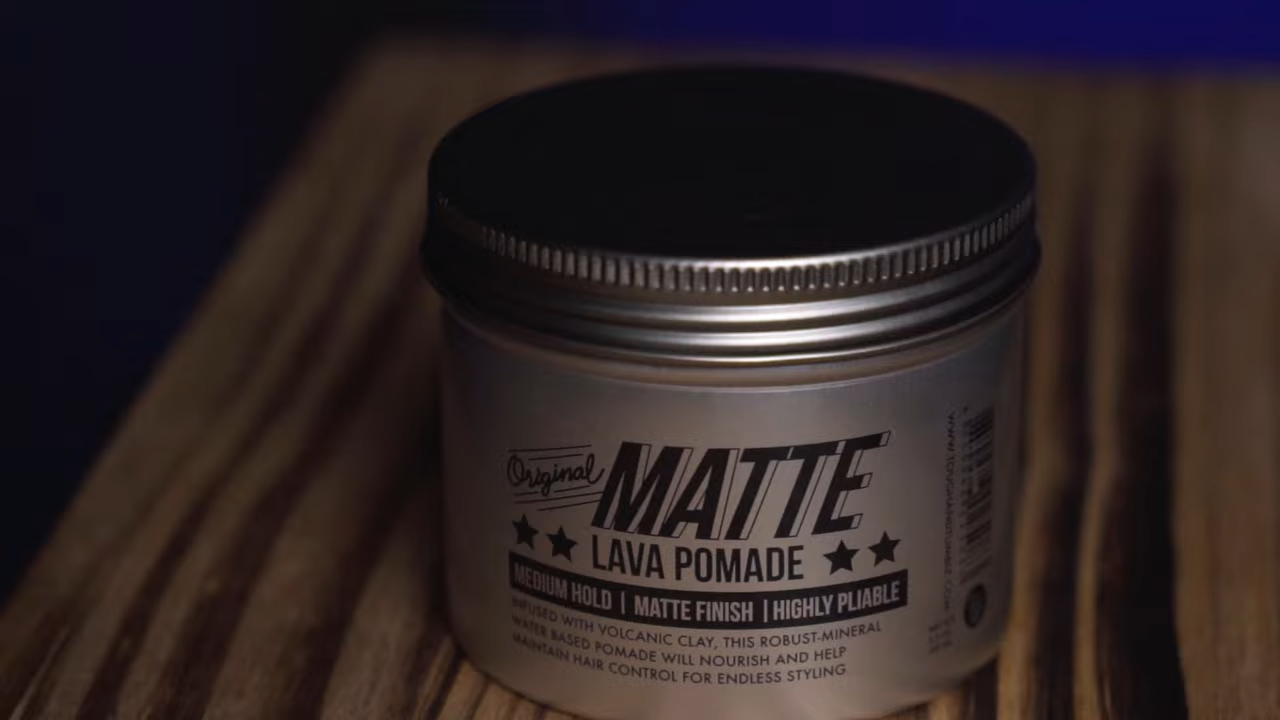 Original MATTE
LAVA POMADE
MEDIUM HOLD | MATTE FINISH | HIGHLY PLIABLE
INFUSED WITH VOLCANIC CLAY, THIS ROBUST-MINERAL
WATER BASED POMADE WILL NOURISH AND HELP
MAINTAIN HAIR CONTROL FOR ENDLESS STYLING